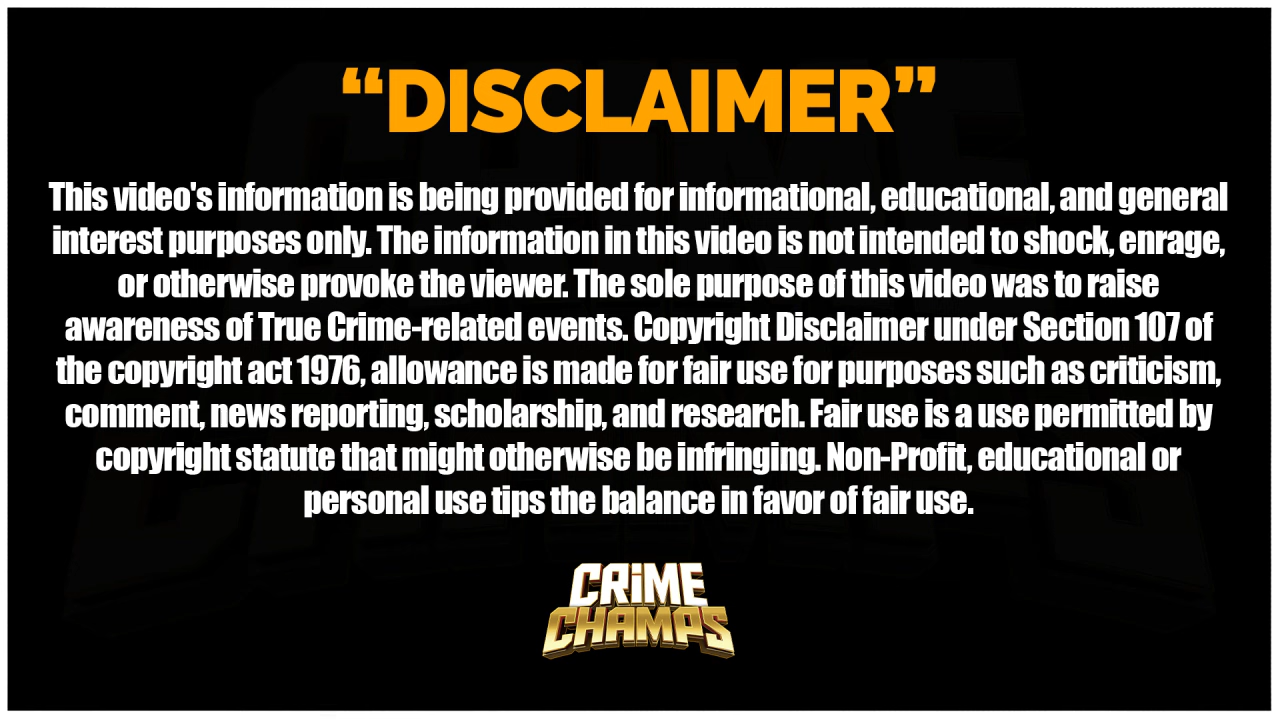 “DISCLAIMER”
This video's information is being provided for informational, educational, and general
interest purposes only. The information in this video is not intended to shock, enrage,
or otherwise provoke the viewer. The sole purpose of this video was to raise
awareness of True Crime-related events. Copyright Disclaimer under Section 107 of
the copyright act 1976, allowance is made for fair use for purposes such as criticism,
comment, news reporting, scholarship, and research. Fair use is a use permitted by
copyright statute that might otherwise be infringing. Non-Profit, educational or
personal use tips the balance in favor of fair use.
CRiME
CHAMPS